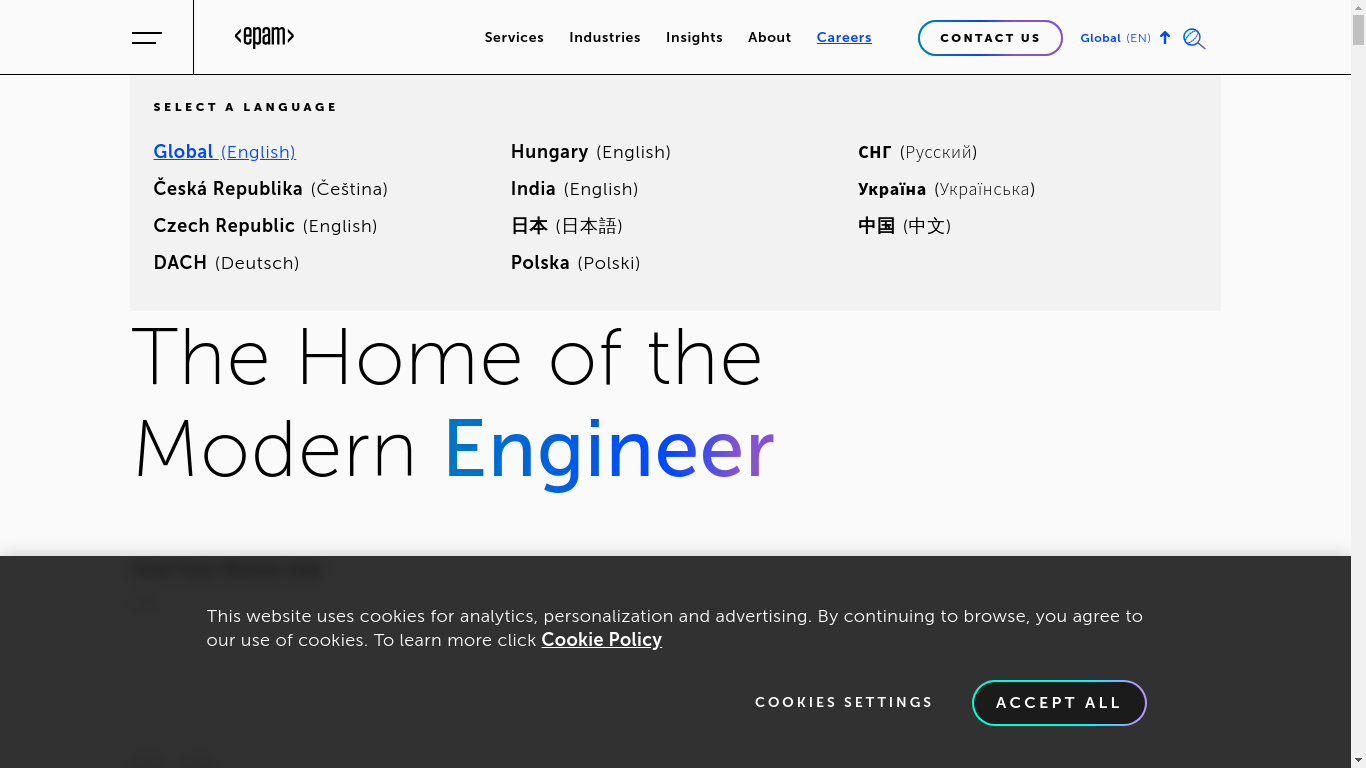 <epam>
Services Industries Insights About Careers CONTACT US Global (EN)
SELECT A LANGUAGE
Global (English)
Česká Republika (Čeština)
Czech Republic (English)
DACH (Deutsch)
Hungary (English)
India (English)
日本 (日本語)
Polska (Polski)
СНГ (Русский)
Україна (Українська)
中国 (中文)
The Home of the
Modern Engineer
This website uses cookies for analytics, personalization and advertising. By continuing to browse, you agree to
our use of cookies. To learn more click Cookie Policy
COOKIES SETTINGS ACCEPT ALL